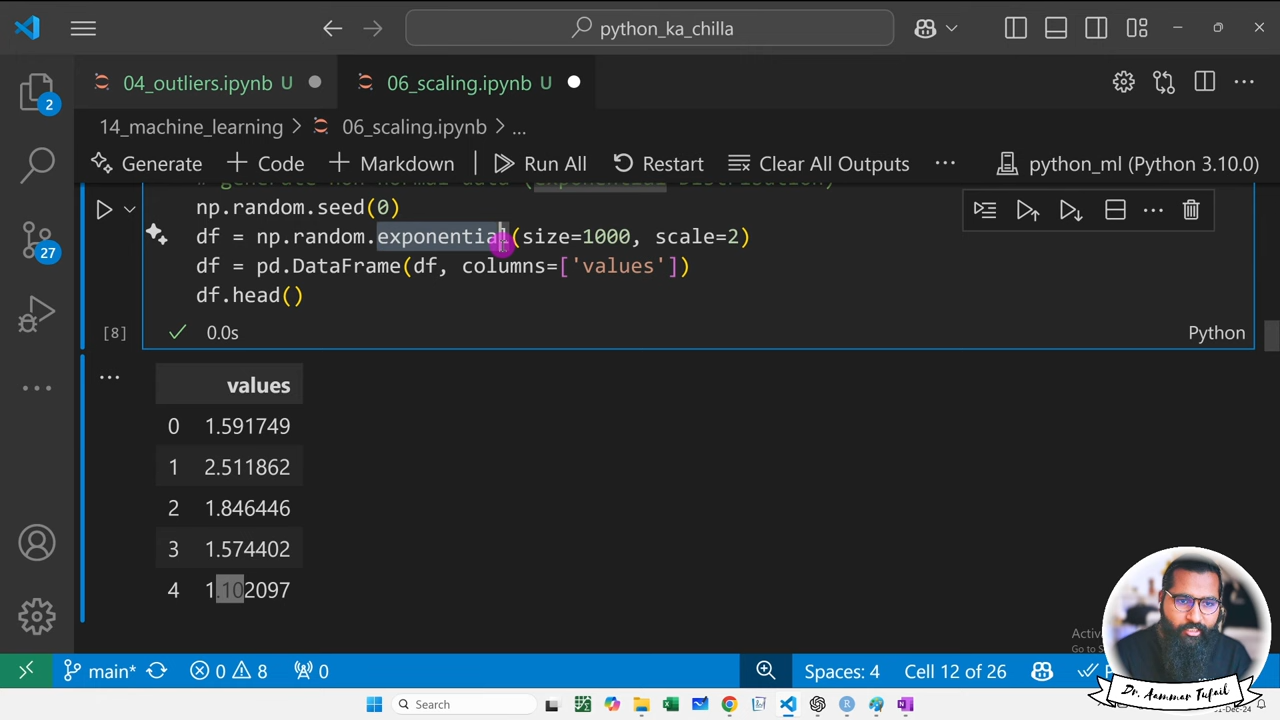 python_ka_chilla
04_outliers.ipynb U
06_scaling.ipynb U
2
14_machine_learning > 06_scaling.ipynb > ...
Generate + Code + Markdown | Run All Restart Clear All Outputs ... python_ml (Python 3.10.0)
# generate non-normal data (exponential Distribution)
np.random.seed(0)
df = np.random.exponential(size=1000, scale=2)
df = pd.DataFrame(df, columns=['values'])
df.head()
27
[8] 0.0s Python
...
values
0 1.591749
1 2.511862
2 1.846446
3 1.574402
4 1.102097
main* 0 8 0 Spaces: 4 Cell 12 of 26
Search
Dr. Aammar Tufail